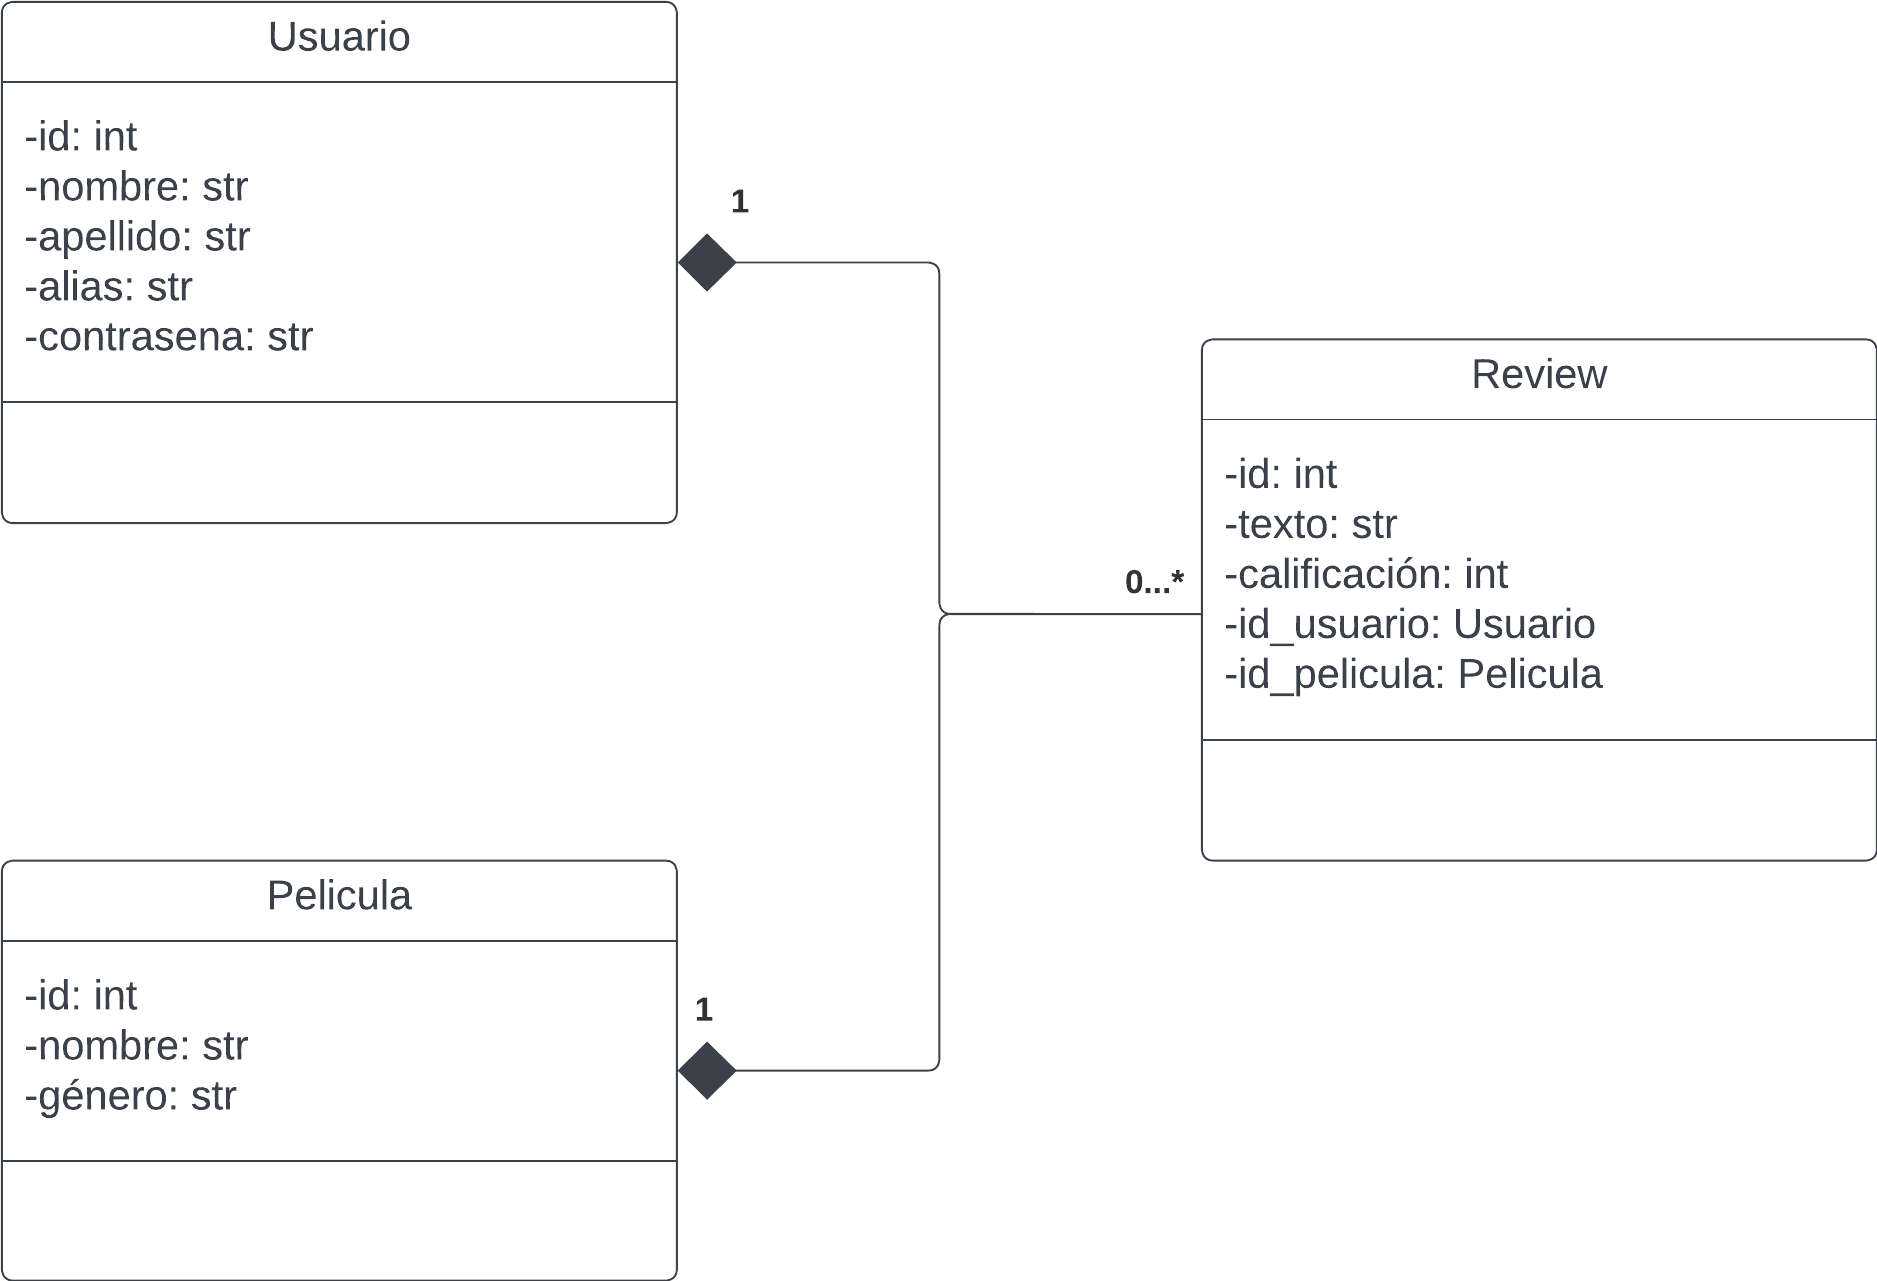 Usuario
-id: int
-nombre: str
-apellido: str
-alias: str
-contrasena: str
1
Review
-id: int
-texto: str
-calificación: int
-id_usuario: Usuario
-id_pelicula: Pelicula
0...*
Pelicula
-id: int
-nombre: str
-género: str
1